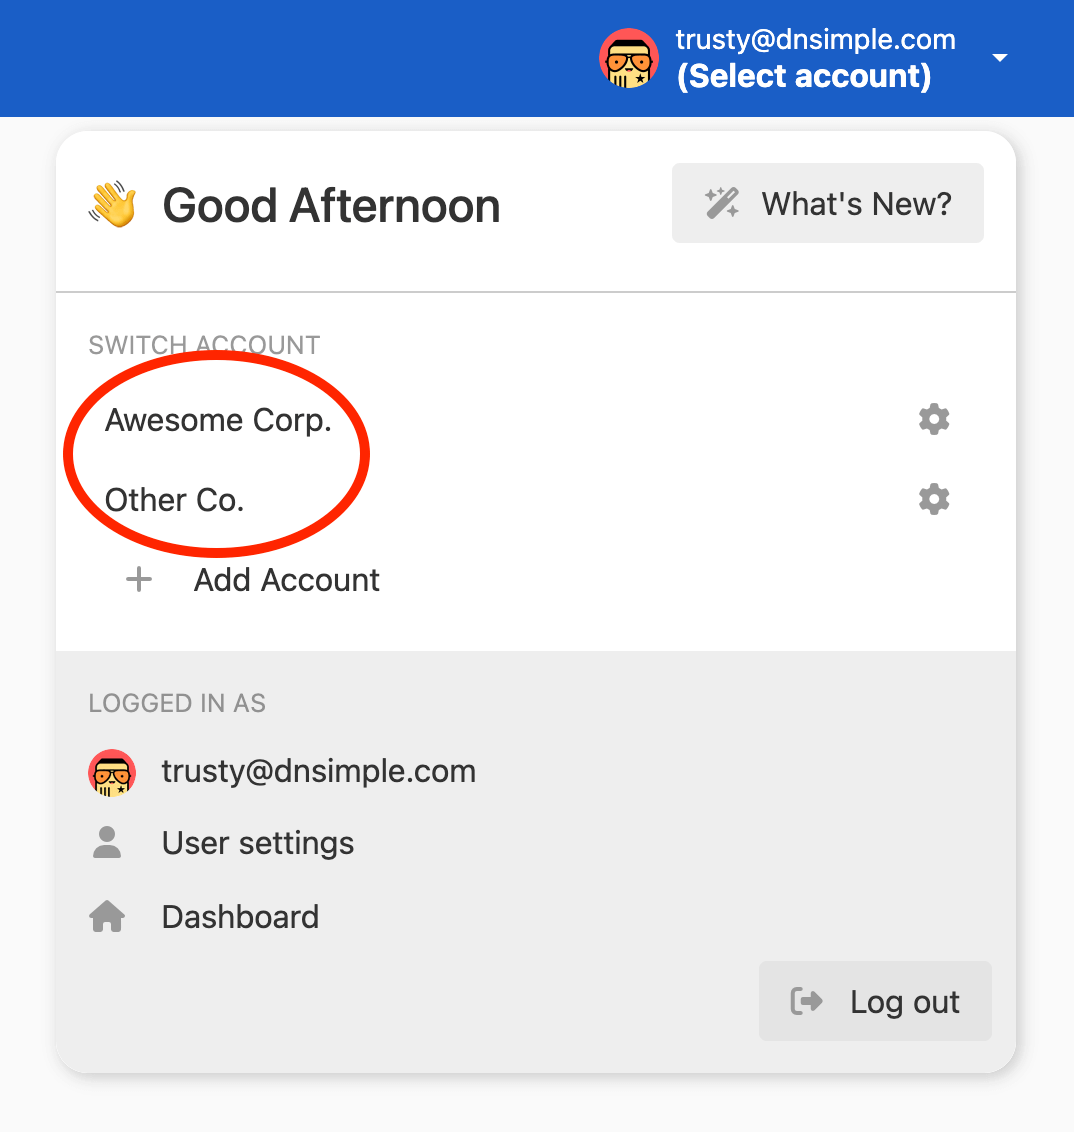 trusty@dnsimple.com
(Select account)
Good Afternoon
What's New?
SWITCH ACCOUNT
Awesome Corp.
Other Co.
Add Account
LOGGED IN AS
trusty@dnsimple.com
User settings
Dashboard
Log out